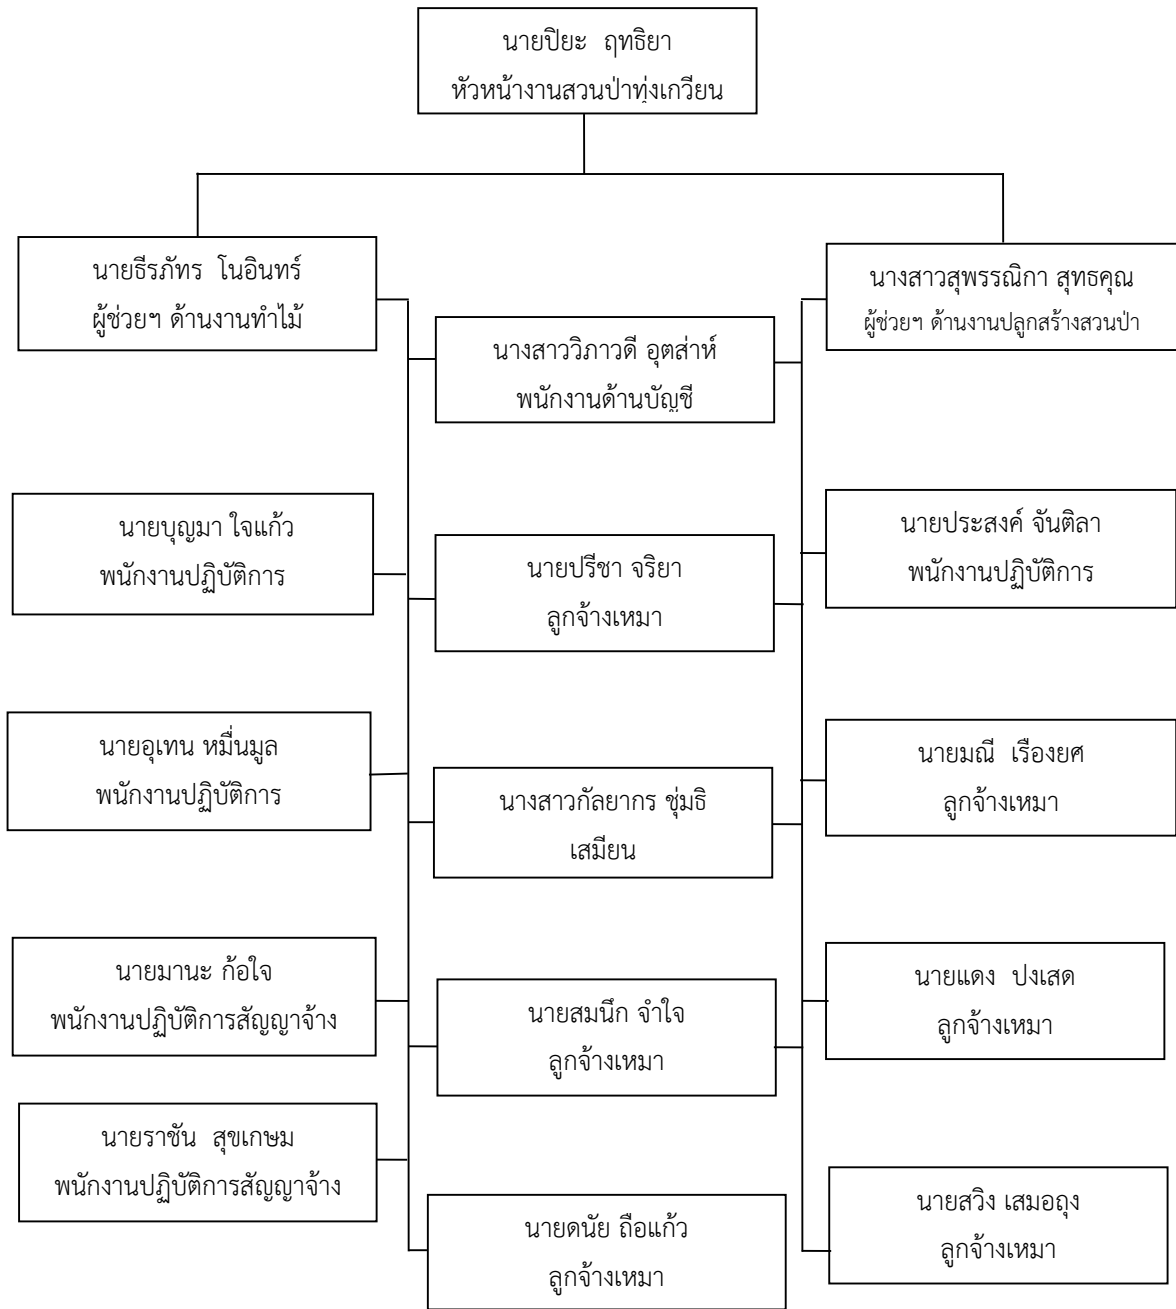 นายปิยะ  ฤทธิยา
หัวหน้างานสวนป่าทุ่งเกวียน
นายธีรภัทร  โนอินทร์
ผู้ช่วยฯ ด้านงานทำไม้
นางสาวสุพรรณิกา สุทธคุณ
ผู้ช่วยฯ ด้านงานปลูกสร้างสวนป่า
นางสาววิภาวดี อุตส่าห์
พนักงานด้านบัญชี
นายบุญมา ใจแก้ว
พนักงานปฏิบัติการ
นายปรีชา จริยา
ลูกจ้างเหมา
นายประสงค์ จันติลา
พนักงานปฏิบัติการ
นายอุเทน หมื่นมูล
พนักงานปฏิบัติการ
นางสาวกัลยากร ชุ่มธิ
เสมียน
นายมณี  เรืองยศ
ลูกจ้างเหมา
นายมานะ ก้อใจ
พนักงานปฏิบัติการสัญญาจ้าง
นายสมนึก จำใจ
ลูกจ้างเหมา
นายแดง  ปงเสด
ลูกจ้างเหมา
นายราชัน  สุขเกษม
พนักงานปฏิบัติการสัญญาจ้าง
นายดนัย ถือแก้ว
ลูกจ้างเหมา
นายสวิง เสมอถุง
ลูกจ้างเหมา